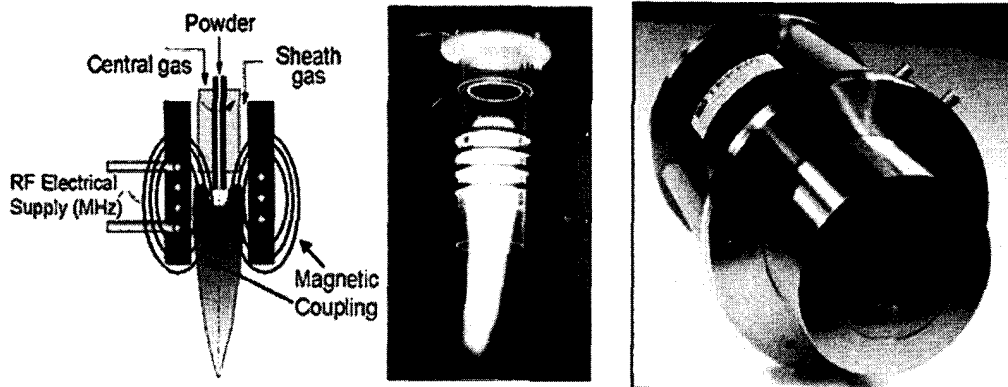 Powder
Central gas
Sheath
gas
RF Electrical
Supply (MHz)
Magnetic
Coupling